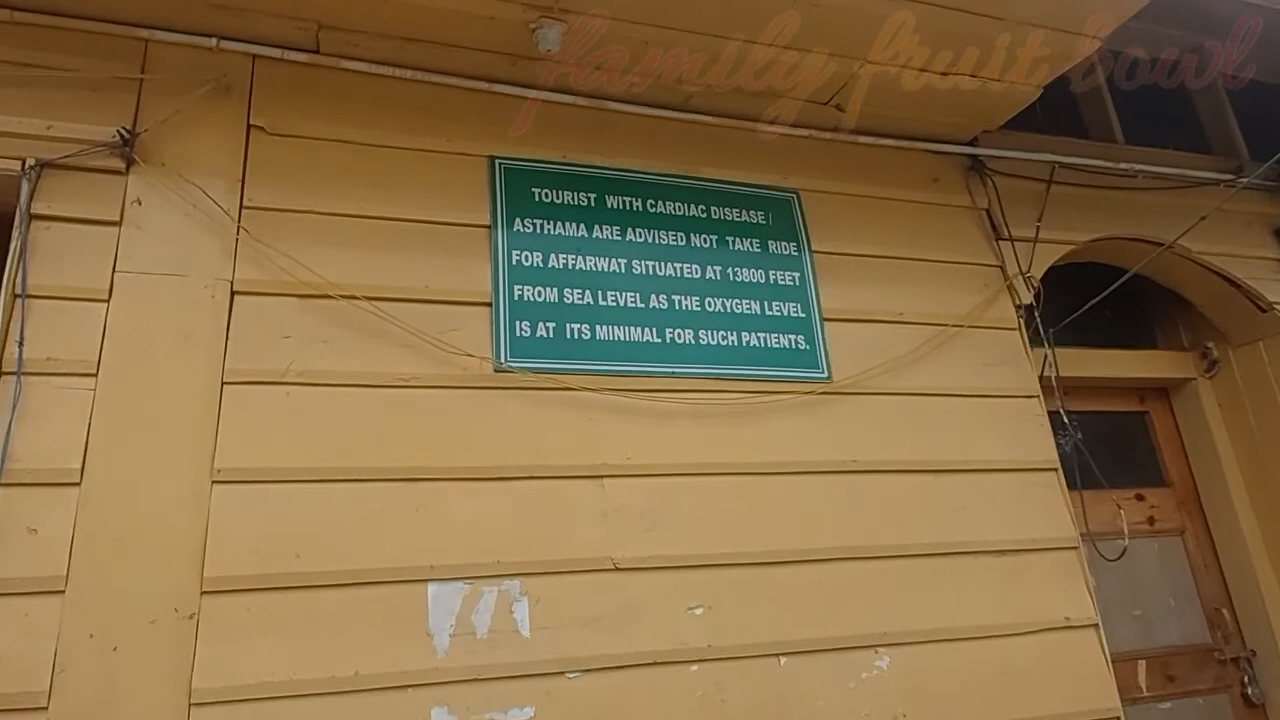 family fruit bowl
TOURIST WITH CARDIAC DISEASE /
ASTHAMA ARE ADVISED NOT TAKE RIDE
FOR AFFARWAT SITUATED AT 13800 FEET
FROM SEA LEVEL AS THE OXYGEN LEVEL
IS AT ITS MINIMAL FOR SUCH PATIENTS.